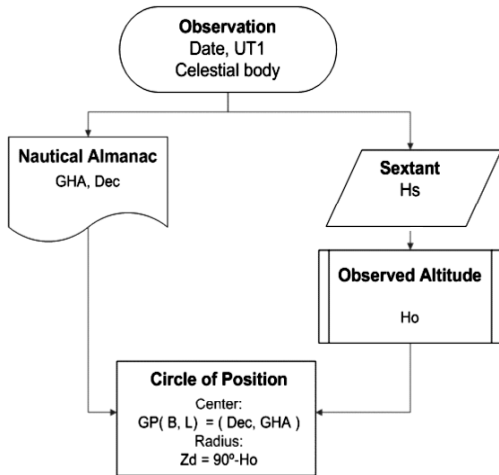 Observation
Date, UT1
Celestial body
Nautical Almanac
GHA, Dec
Sextant
Hs
Observed Altitude
Ho
Circle of Position
Center:
GP( B, L) = ( Dec, GHA )
Radius:
Zd = 90º-Ho